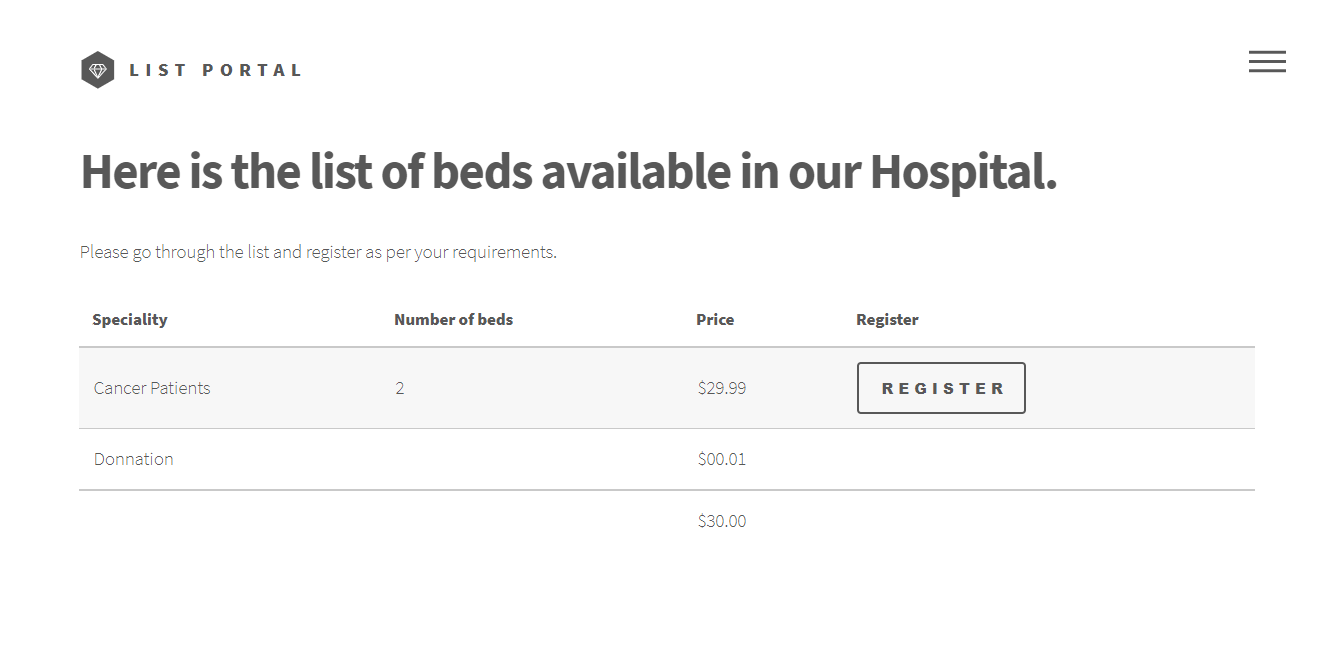 LIST PORTAL
Here is the list of beds available in our Hospital.
Please go through the list and register as per your requirements.
Speciality Number of beds Price Register
Cancer Patients 2 $29.99 REGISTER
Donnation $00.01
$30.00